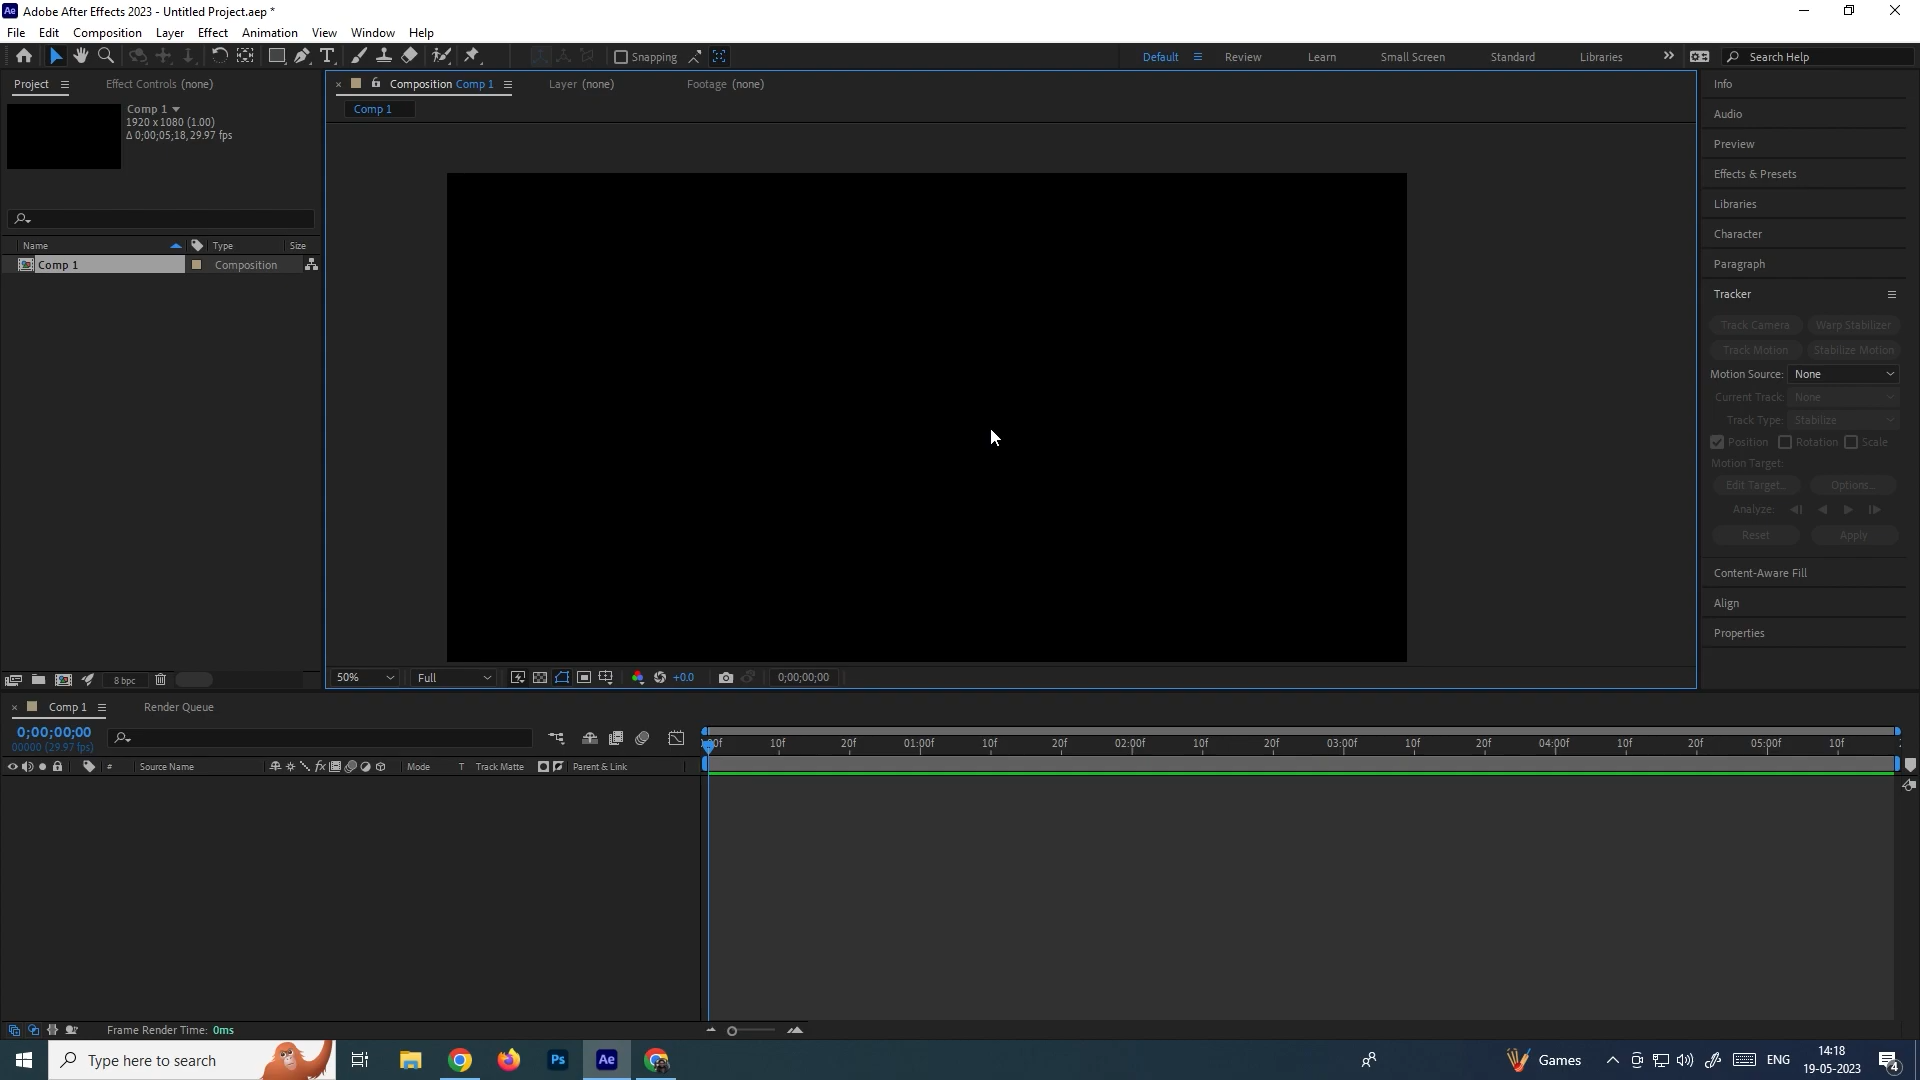 Ae Adobe After Effects 2023 - Untitled Project.aep *
File Edit Composition Layer Effect Animation View Window Help
Snapping Default Review Learn Small Screen Standard Libraries Search Help
Project Effect Controls (none)
Comp 1
1920 x 1080 (1.00)
Δ 0;00;05;18, 29.97 fps
Name Type Size
Comp 1 Composition
8 bpc
Composition Comp 1 Layer (none) Footage (none)
Comp 1
50% Full +0.0 0;00;00;00
Info
Audio
Preview
Effects & Presets
Libraries
Character
Paragraph
Tracker
Track Camera Warp Stabilizer
Track Motion Stabilize Motion
Motion Source: None
Current Track: None
Track Type: Stabilize
Position Rotation Scale
Motion Target:
Edit Target... Options...
Analyze:
Reset Apply
Content-Aware Fill
Align
Properties
Comp 1 Render Queue
0;00;00;00
00000 (29.97 fps)
00f 10f 20f 01:00f 10f 20f 02:00f 10f 20f 03:00f 10f 20f 04:00f 10f 20f 05:00f 10f
# Source Name fx Mode T Track Matte Parent & Link
Frame Render Time: 0ms
Type here to search Ps Ae Games ENG
14:18
19-05-2023
4